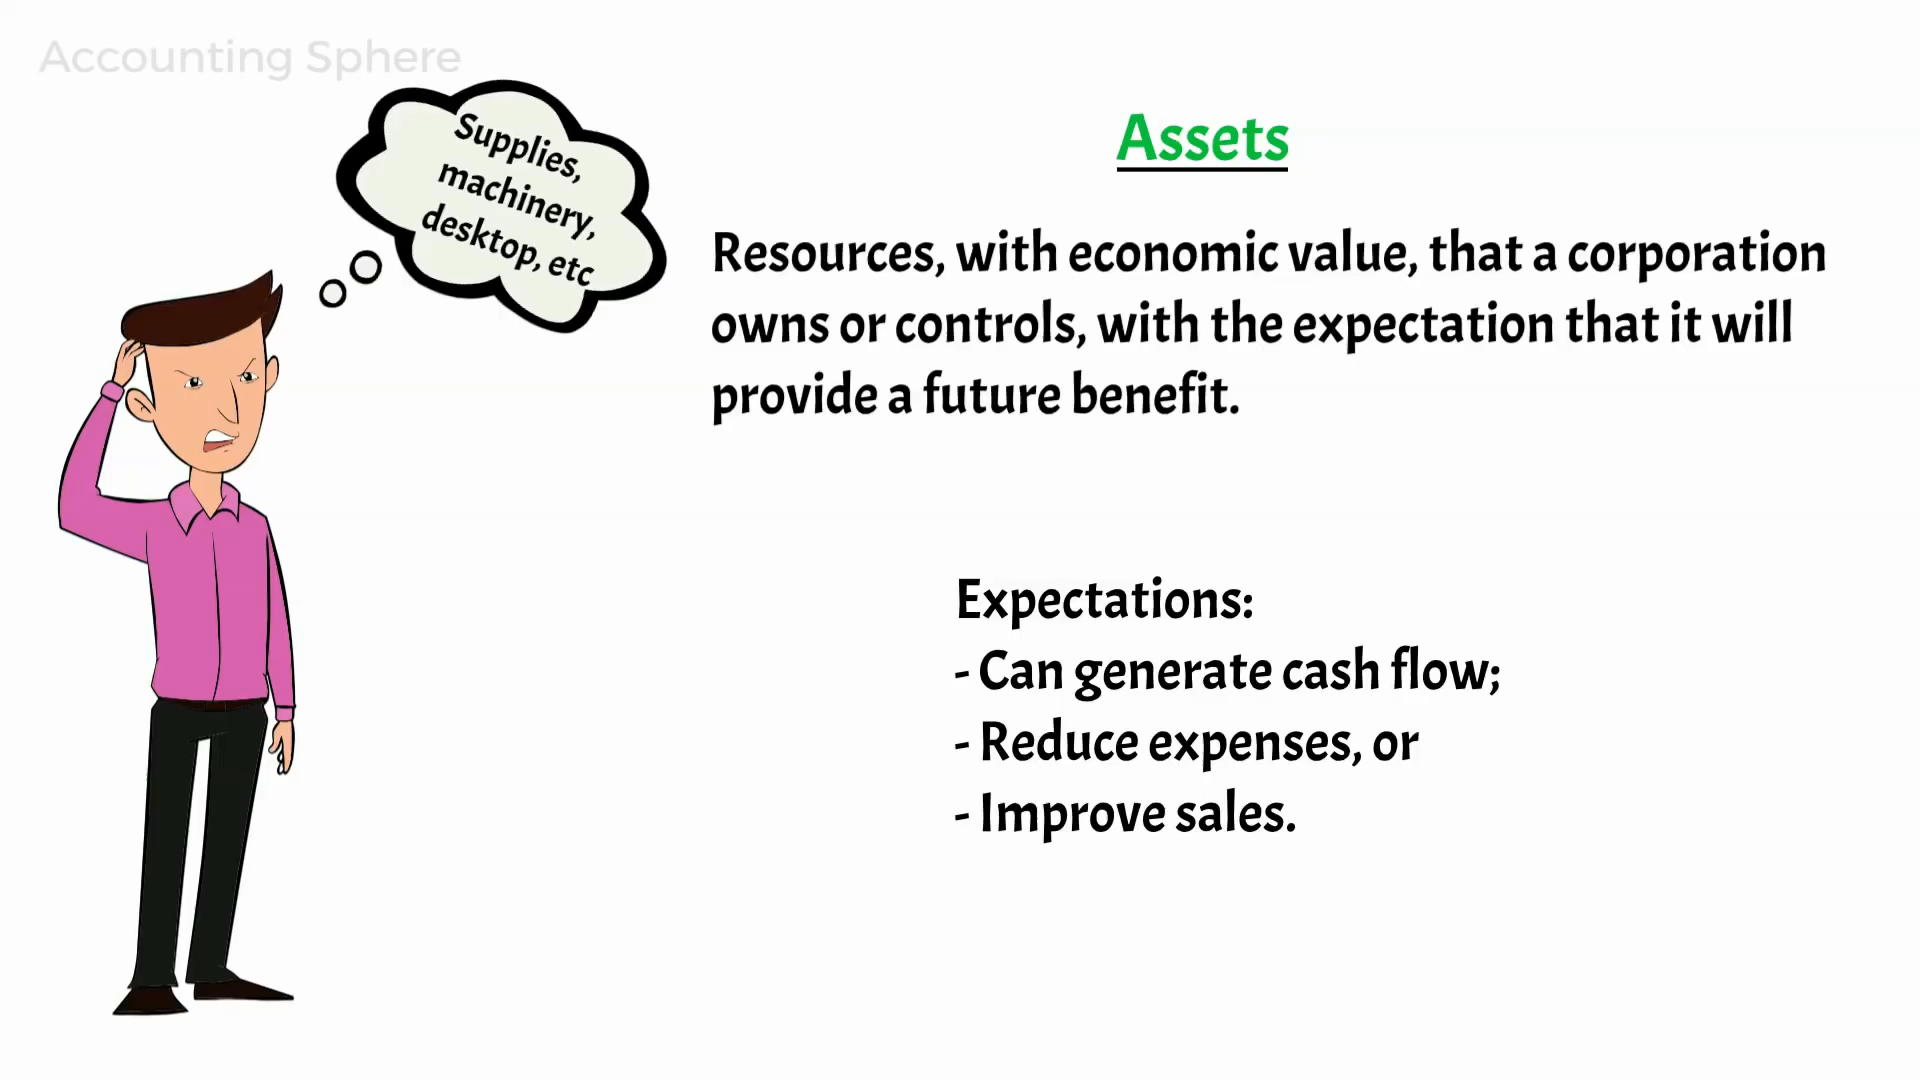 Accounting Sphere
Supplies,
machinery,
desktop, etc
Assets
Resources, with economic value, that a corporation
owns or controls, with the expectation that it will
provide a future benefit.
Expectations:
- Can generate cash flow;
- Reduce expenses, or
- Improve sales.